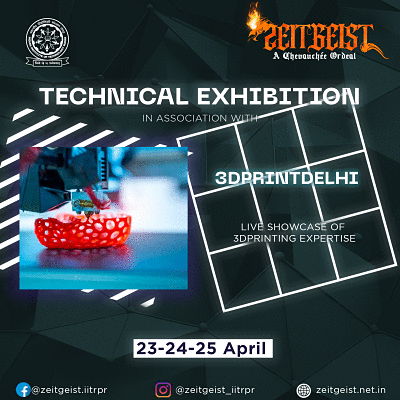 ZEITGEIST
A Chevauchée Ordeal
TECHNICAL EXHIBITION
IN ASSOCIATION WITH
3DPRINTDELHI
LIVE SHOWCASE OF
3DPRINTING EXPERTISE
23-24-25 April
@zeitgeist.iitrpr
@zeitgeist_iitrpr
@zeitgeist.net.in